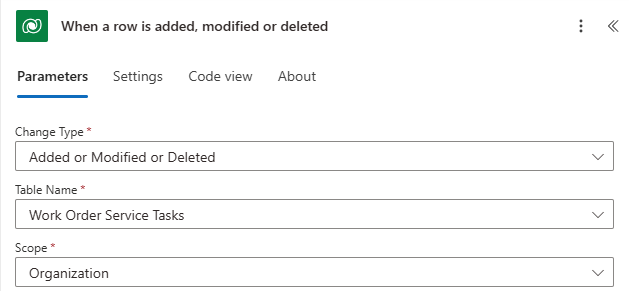 When a row is added, modified or deleted
Parameters Settings Code view About
Change Type *
Added or Modified or Deleted
Table Name *
Work Order Service Tasks
Scope *
Organization